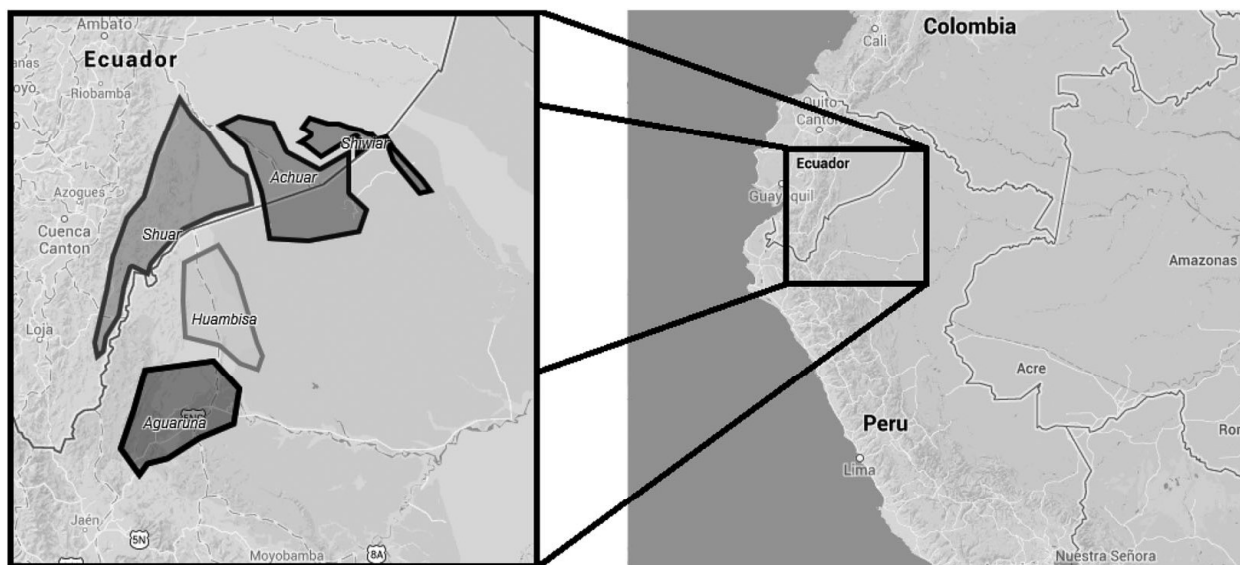 Ambato
Ecuador
Riobamba
Shiwiar
Achuar
Azogues
Cuenca
Canton
Shuar
Huambisa
Loja
Aguaruna
5N
Jaén
5N
Moyobamba
8A
Colombia
Cali
Quito
Canton
Ecuador
Guayaquil
Amazonas
Acre
Peru
Lima
Nuestra Señora